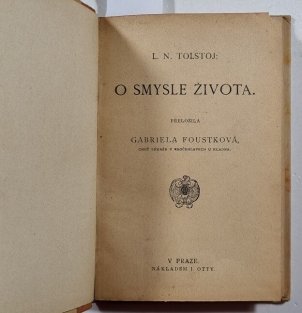 L. N. TOLSTOJ:
O SMYSLE ŽIVOTA.
PŘELOŽILA
GABRIELA FOUSTKOVÁ,
V PRAZE.
NÁKLADEM J. OTTY.